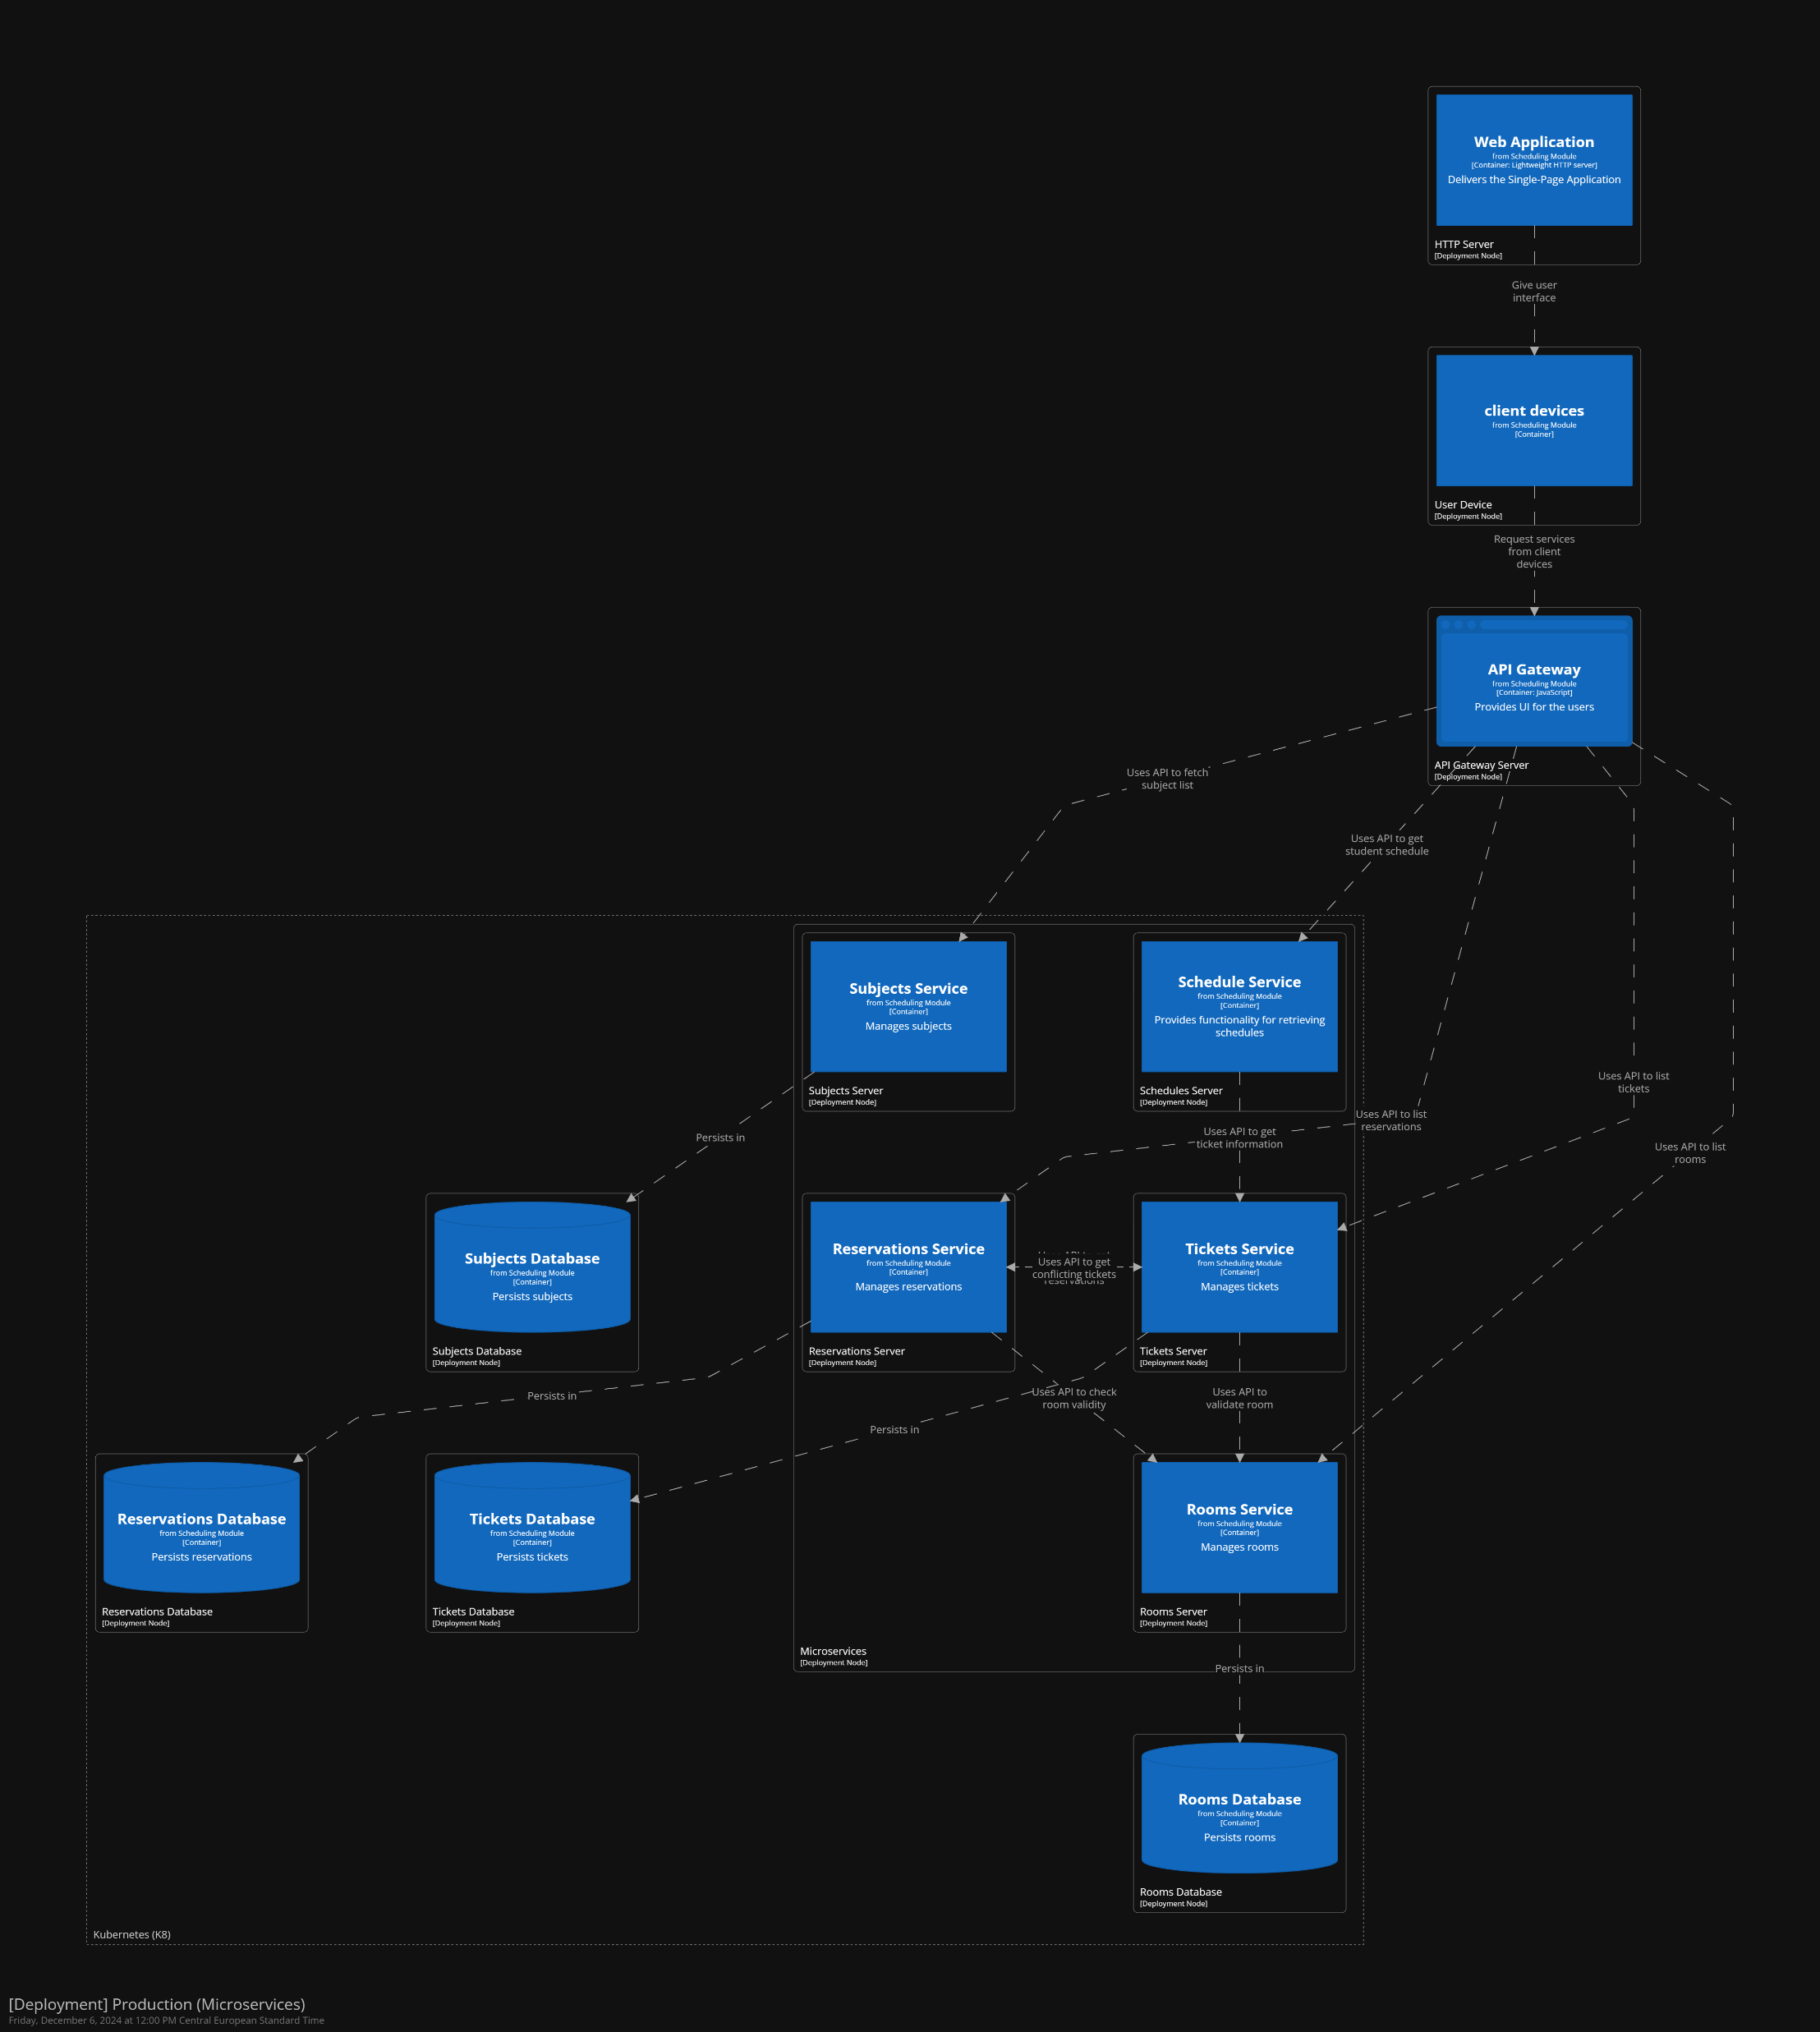 Web Application
from Scheduling Module
[Container: Lightweight HTTP server]
Delivers the Single-Page Application
HTTP Server
[Deployment Node]
Give user
interface
client devices
from Scheduling Module
[Container]
User Device
[Deployment Node]
Request services
from client
devices
API Gateway
from Scheduling Module
[Container: JavaScript]
Provides UI for the users
API Gateway Server
[Deployment Node]
Uses API to fetch
subject list
Uses API to get
student schedule
Subjects Service
from Scheduling Module
[Container]
Manages subjects
Subjects Server
[Deployment Node]
Schedule Service
from Scheduling Module
[Container]
Provides functionality for retrieving
schedules
Schedules Server
[Deployment Node]
Uses API to list
tickets
Uses API to list
reservations
Uses API to get
ticket information
Persists in
Uses API to list
rooms
Subjects Database
from Scheduling Module
[Container]
Persists subjects
Subjects Database
[Deployment Node]
Reservations Service
from Scheduling Module
[Container]
Manages reservations
Reservations Server
[Deployment Node]
Uses API to get
conflicting tickets
reservations
Tickets Service
from Scheduling Module
[Container]
Manages tickets
Tickets Server
[Deployment Node]
Persists in
Uses API to check
room validity
Uses API to
validate room
Persists in
Reservations Database
from Scheduling Module
[Container]
Persists reservations
Reservations Database
[Deployment Node]
Tickets Database
from Scheduling Module
[Container]
Persists tickets
Tickets Database
[Deployment Node]
Rooms Service
from Scheduling Module
[Container]
Manages rooms
Rooms Server
[Deployment Node]
Microservices
[Deployment Node]
Persists in
Rooms Database
from Scheduling Module
[Container]
Persists rooms
Rooms Database
[Deployment Node]
Kubernetes (K8)
[Deployment] Production (Microservices)
Friday, December 6, 2024 at 12:00 PM Central European Standard Time